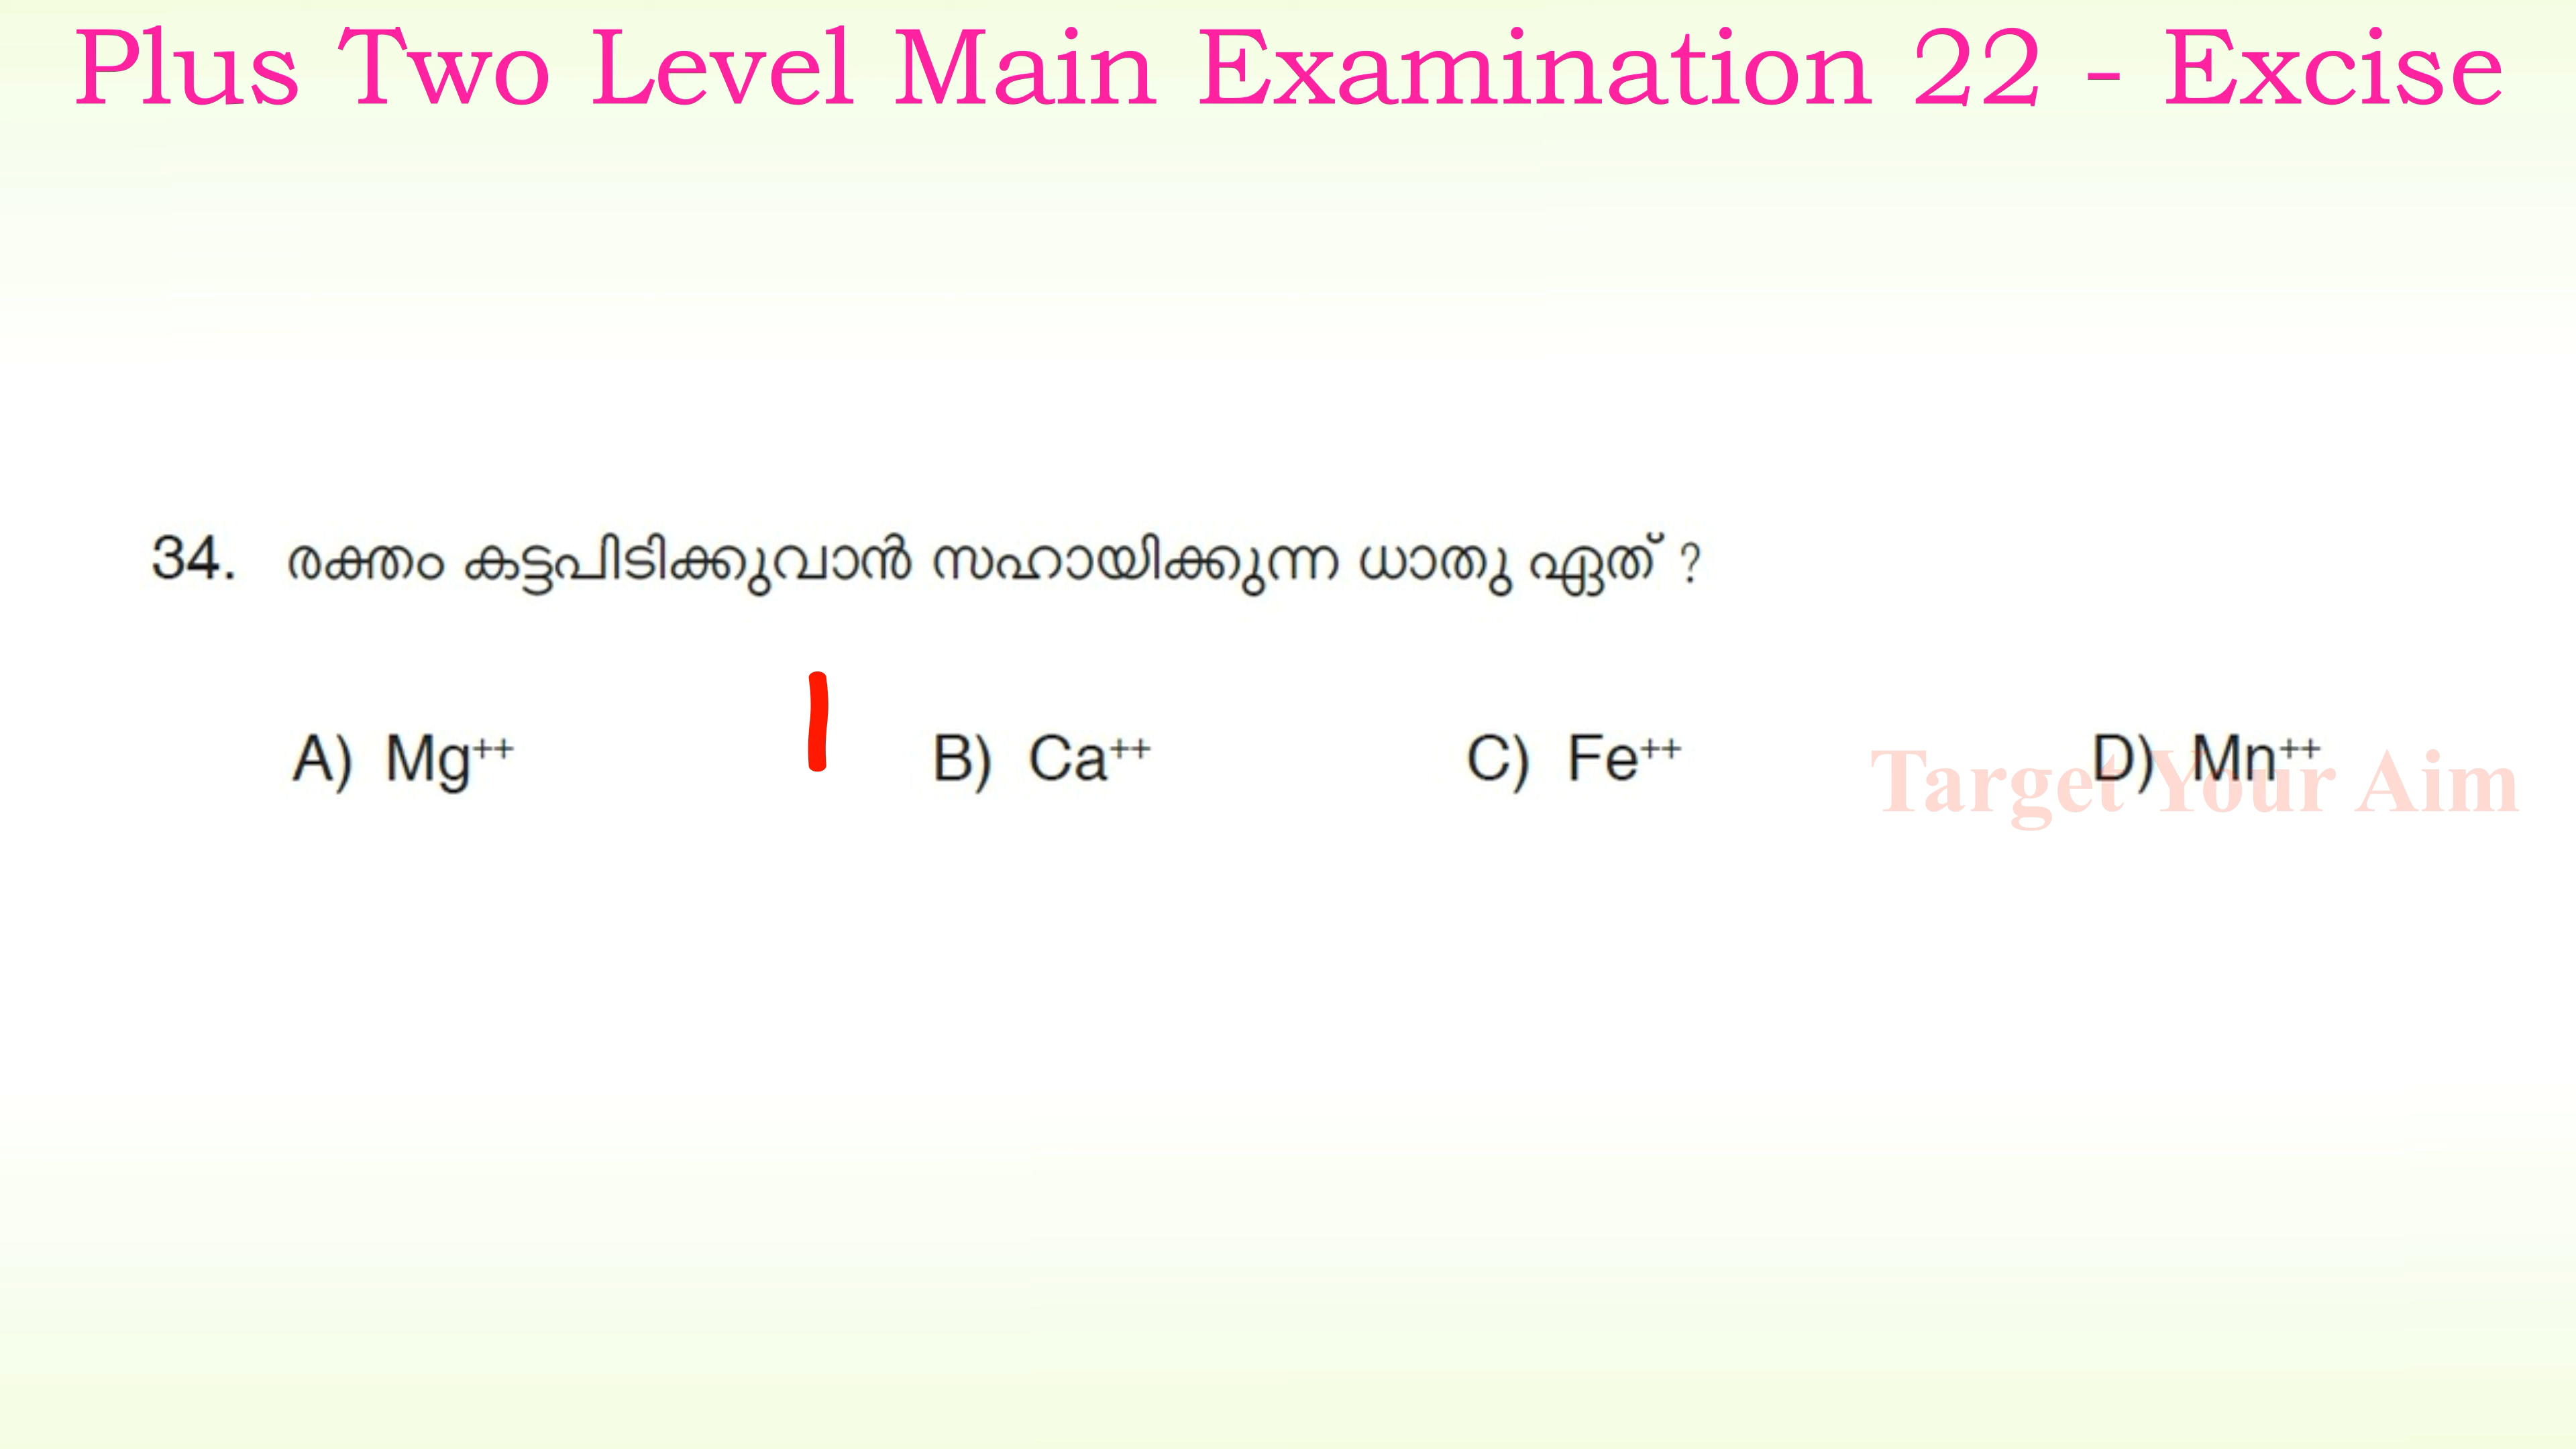 Plus Two Level Main Examination 22 - Excise
34. രക്തം കട്ടപിടിക്കുവാൻ സഹായിക്കുന്ന ധാതു ഏത് ?
A) Mg⁺⁺ B) Ca⁺⁺ C) Fe⁺⁺ D) Mn⁺⁺
Target Your Aim